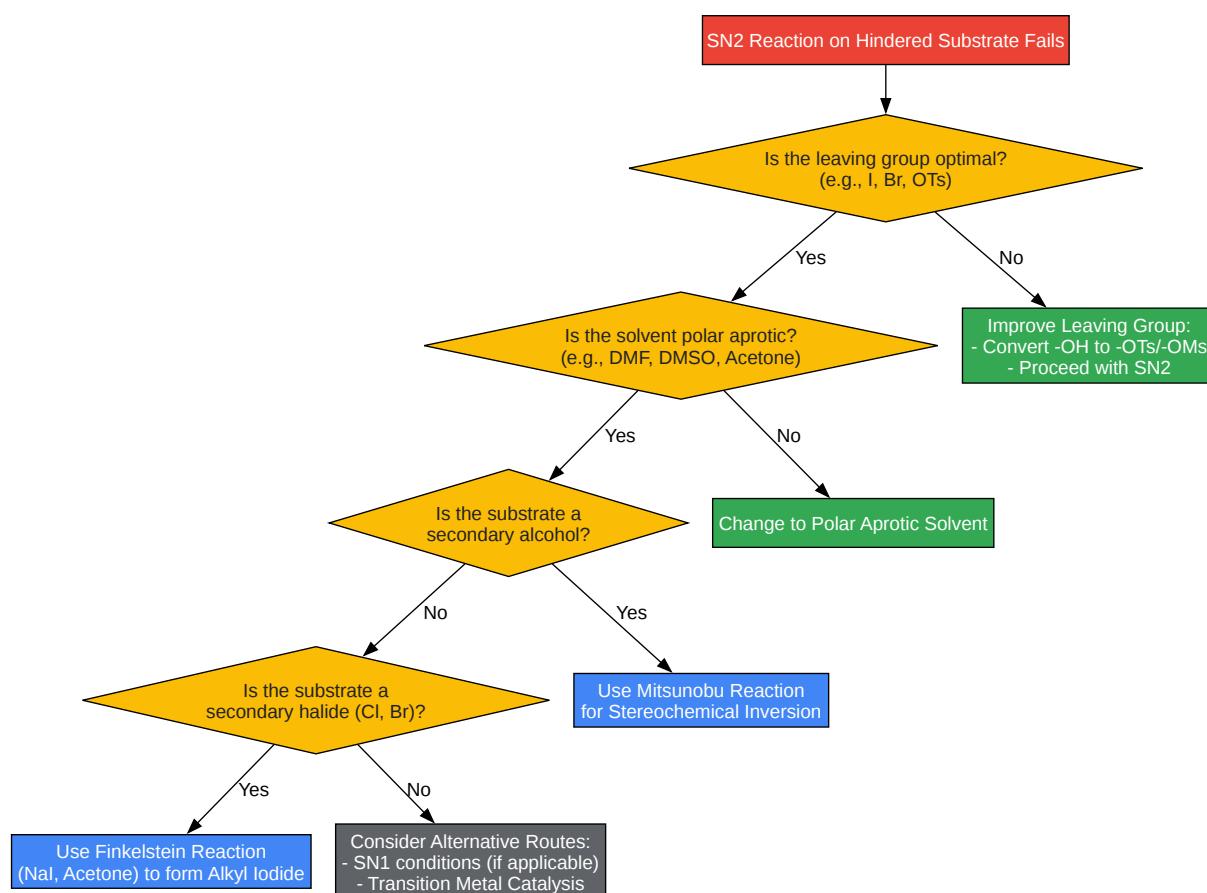 SN2 Reaction on Hindered Substrate Fails
Is the leaving group optimal?
(e.g., I, Br, OTs)
Yes
No
Is the solvent polar aprotic?
(e.g., DMF, DMSO, Acetone)
Improve Leaving Group:
- Convert -OH to -OTs/-OMs
- Proceed with SN2
Yes
No
Is the substrate a
secondary alcohol?
Change to Polar Aprotic Solvent
No
Yes
Is the substrate a
secondary halide (Cl, Br)?
Use Mitsunobu Reaction
for Stereochemical Inversion
Yes
No
Use Finkelstein Reaction
(NaI, Acetone) to form Alkyl Iodide
Consider Alternative Routes:
- SN1 conditions (if applicable)
- Transition Metal Catalysis